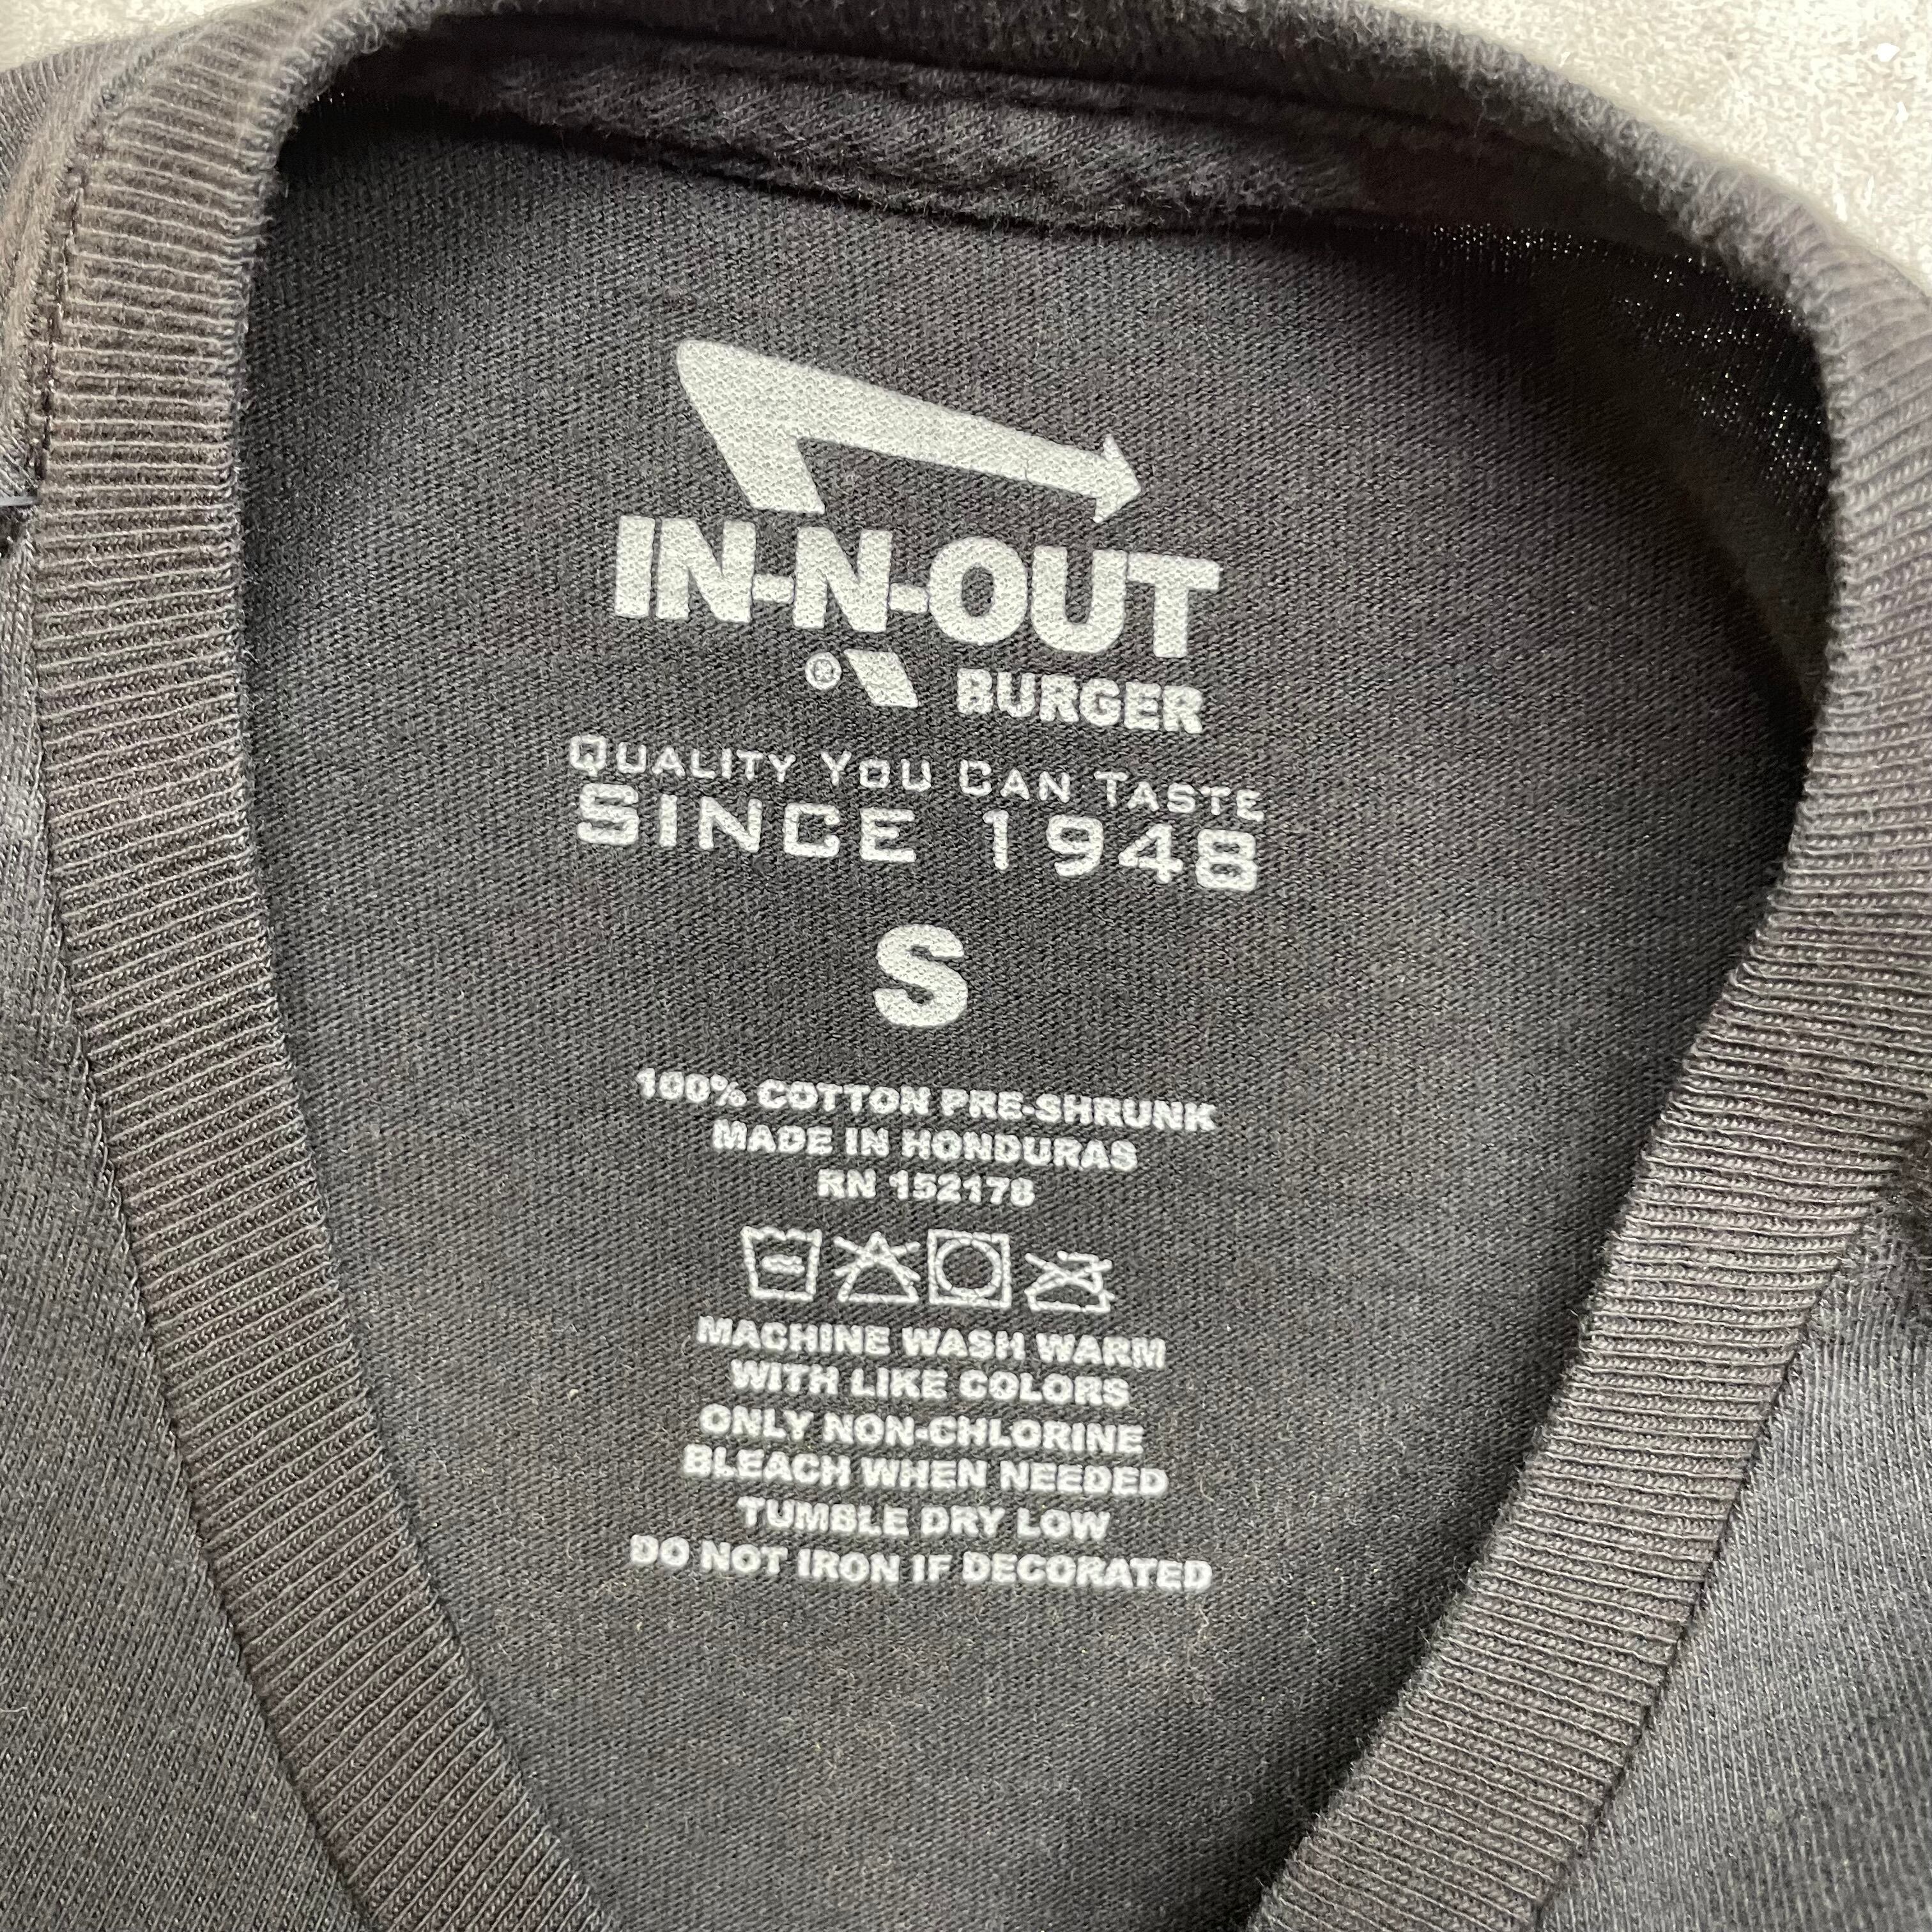 IN-N-OUT
® BURGER
QUALITY YOU CAN TASTE
SINCE 1948
S
100% COTTON PRE-SHRUNK
MADE IN HONDURAS
RN 152178
MACHINE WASH WARM
WITH LIKE COLORS
ONLY NON-CHLORINE
BLEACH WHEN NEEDED
TUMBLE DRY LOW
DO NOT IRON IF DECORATED